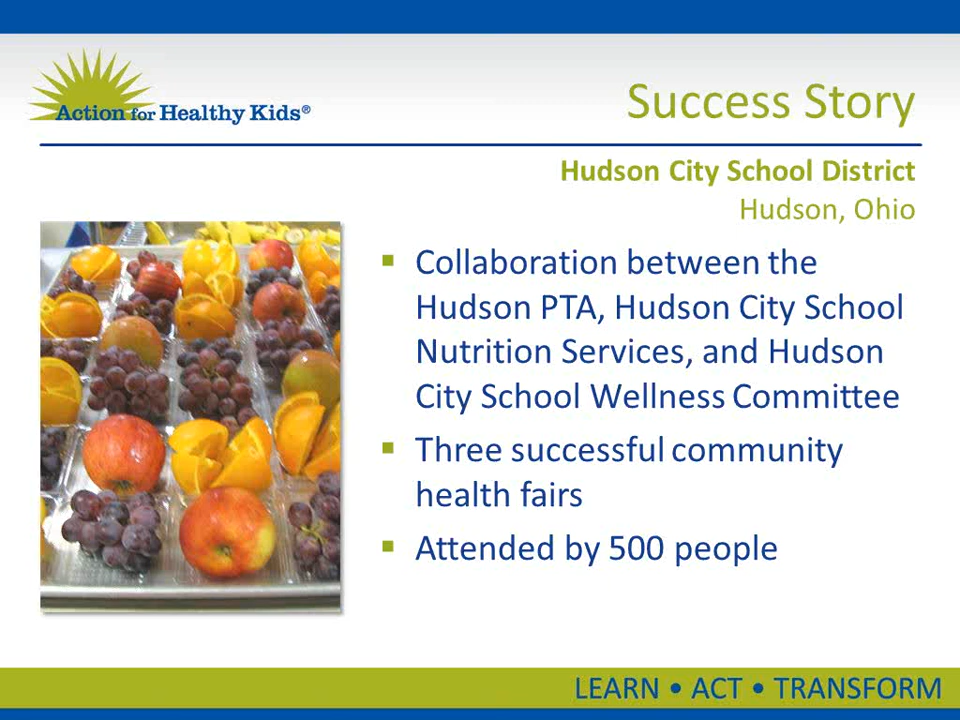 Action for Healthy Kids®
Success Story
Hudson City School District
Hudson, Ohio
▪ Collaboration between the
Hudson PTA, Hudson City School
Nutrition Services, and Hudson
City School Wellness Committee
▪ Three successful community
health fairs
▪ Attended by 500 people
LEARN • ACT • TRANSFORM